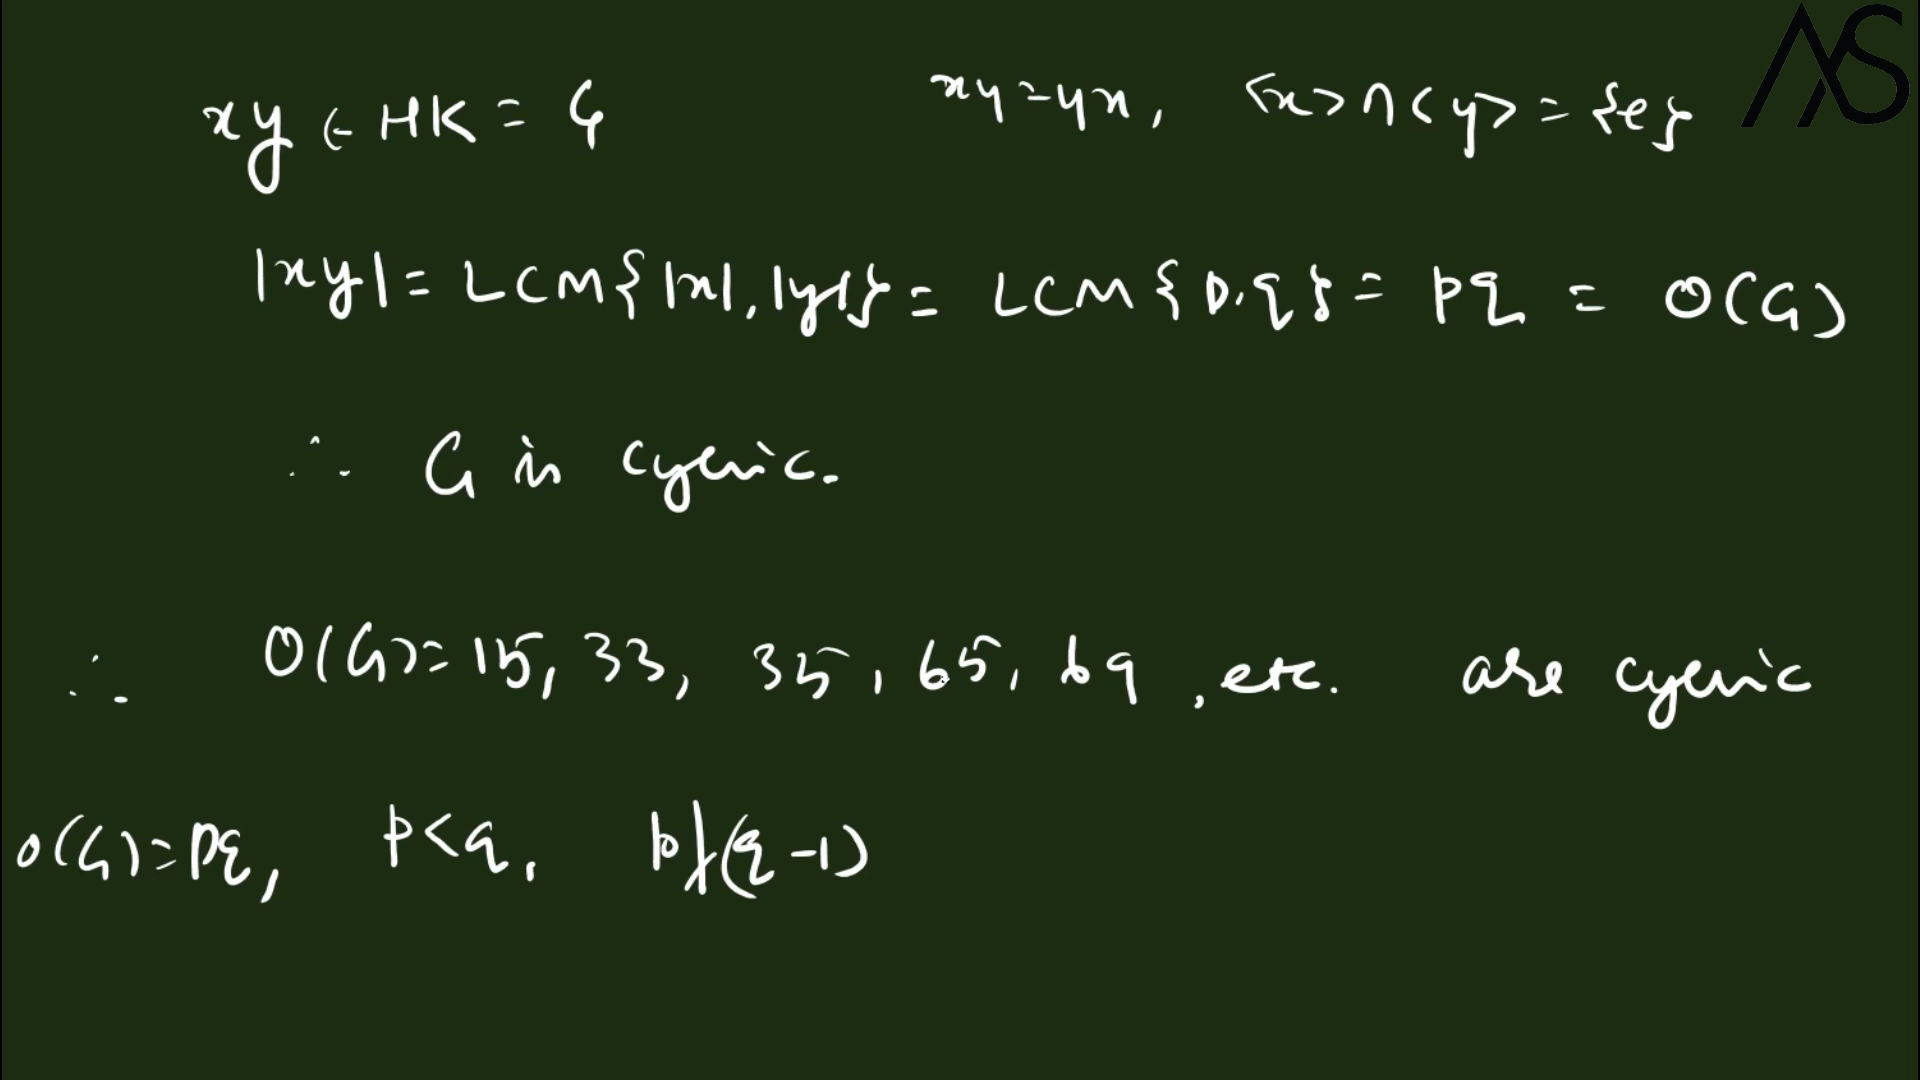 xy ∈ HK = G xy = yx, <x> ∩ <y> = {e}
|xy| = LCM{|x|, |y|} = LCM{p, q} = pq = O(G)
∴ G is cyclic.
∴ O(G) = 15, 33, 35, 65, 69, etc. are cyclic
O(G) = pq, p < q, p ∤ (q - 1)
AS